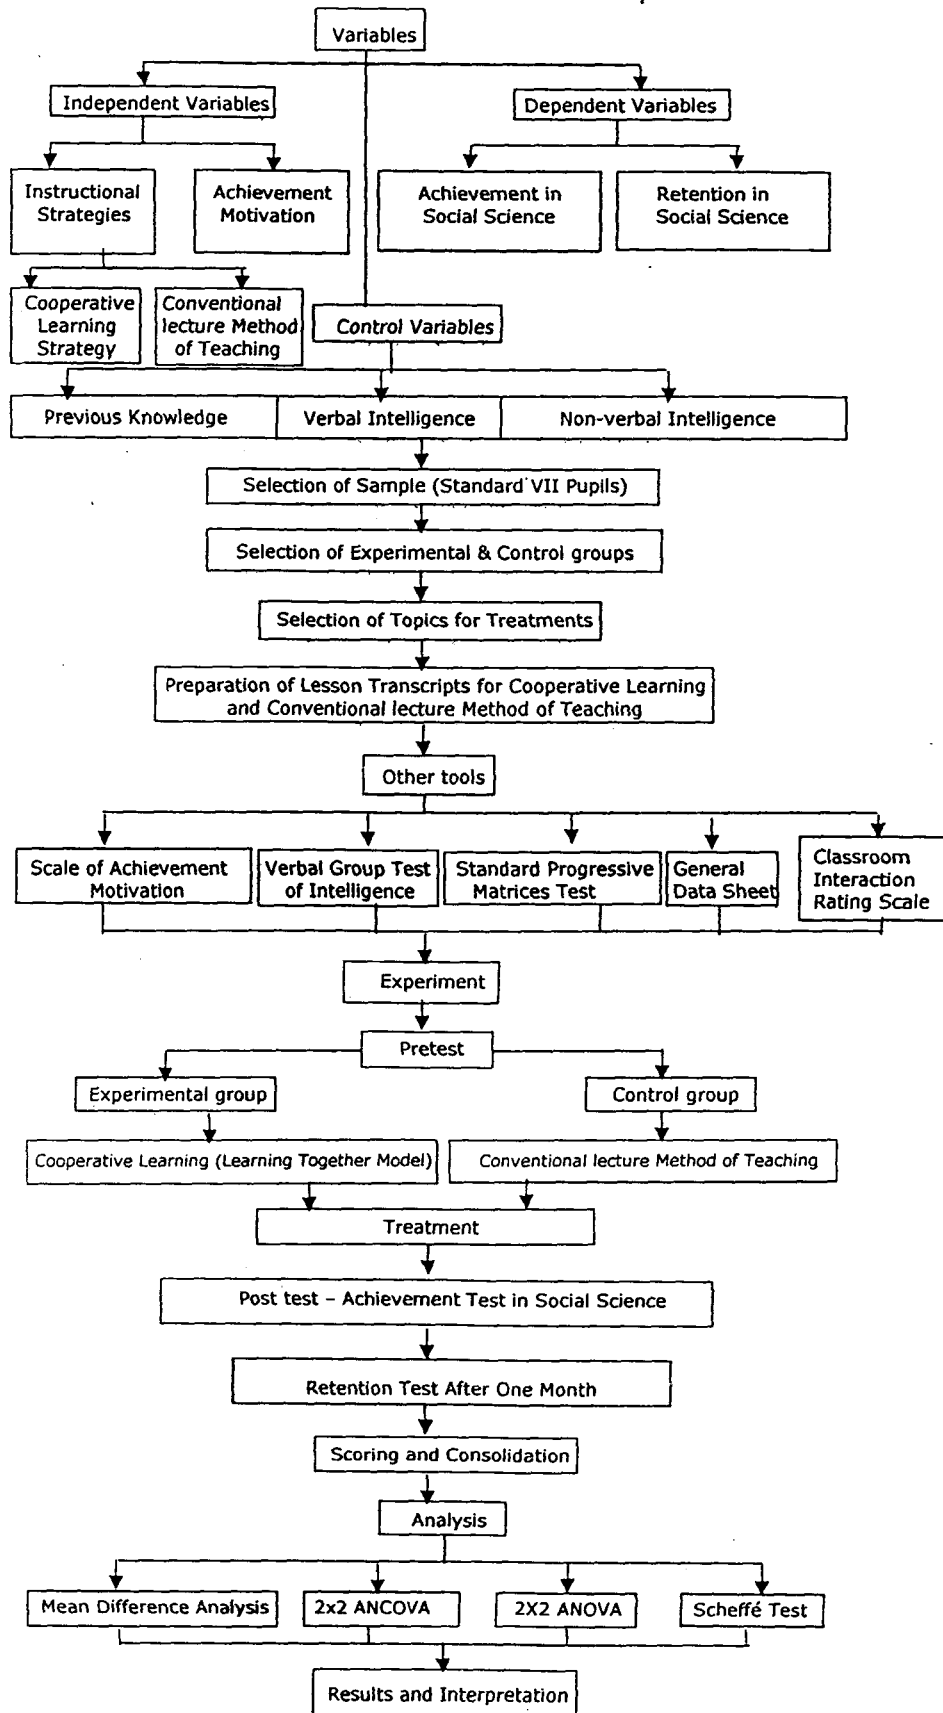 Variables
Independent Variables
Dependent Variables
Instructional
Strategies
Achievement
Motivation
Achievement in
Social Science
Retention in
Social Science
Cooperative
Learning
Strategy
Conventional
lecture Method
of Teaching
Control Variables
Previous Knowledge
Verbal Intelligence
Non-verbal Intelligence
Selection of Sample (Standard VII Pupils)
Selection of Experimental & Control groups
Selection of Topics for Treatments
Preparation of Lesson Transcripts for Cooperative Learning
and Conventional lecture Method of Teaching
Other tools
Scale of Achievement
Motivation
Verbal Group Test
of Intelligence
Standard Progressive
Matrices Test
General
Data Sheet
Classroom
Interaction
Rating Scale
Experiment
Pretest
Experimental group
Control group
Cooperative Learning (Learning Together Model)
Conventional lecture Method of Teaching
Treatment
Post test – Achievement Test in Social Science
Retention Test After One Month
Scoring and Consolidation
Analysis
Mean Difference Analysis
2x2 ANCOVA
2X2 ANOVA
Scheffé Test
Results and Interpretation